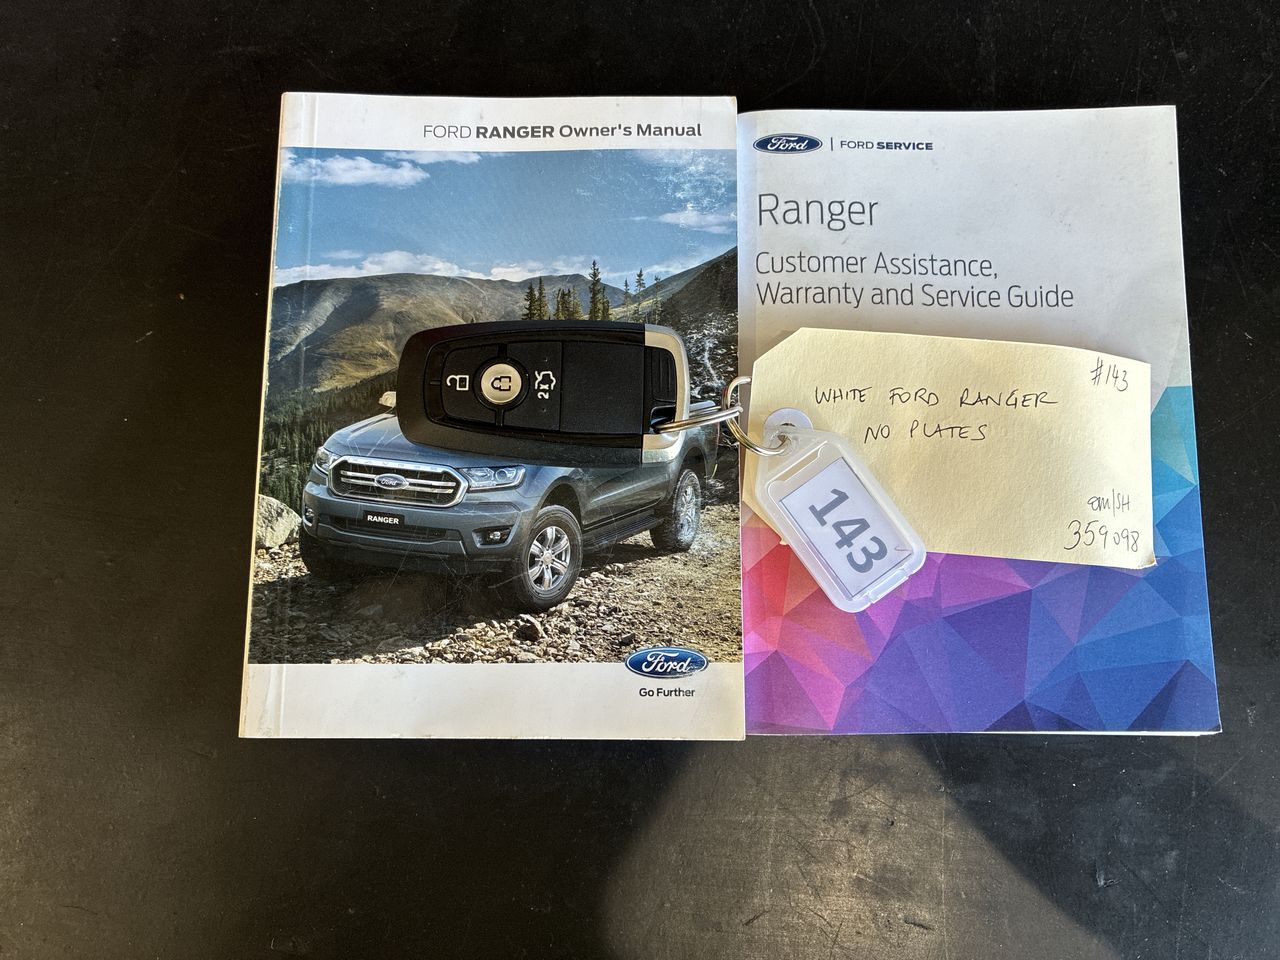 FORD RANGER Owner's Manual
Ford
RANGER
Ford
Go Further
Ford | FORD SERVICE
Ranger
Customer Assistance,
Warranty and Service Guide
#143
WHITE FORD RANGER
NO PLATES
359098
143